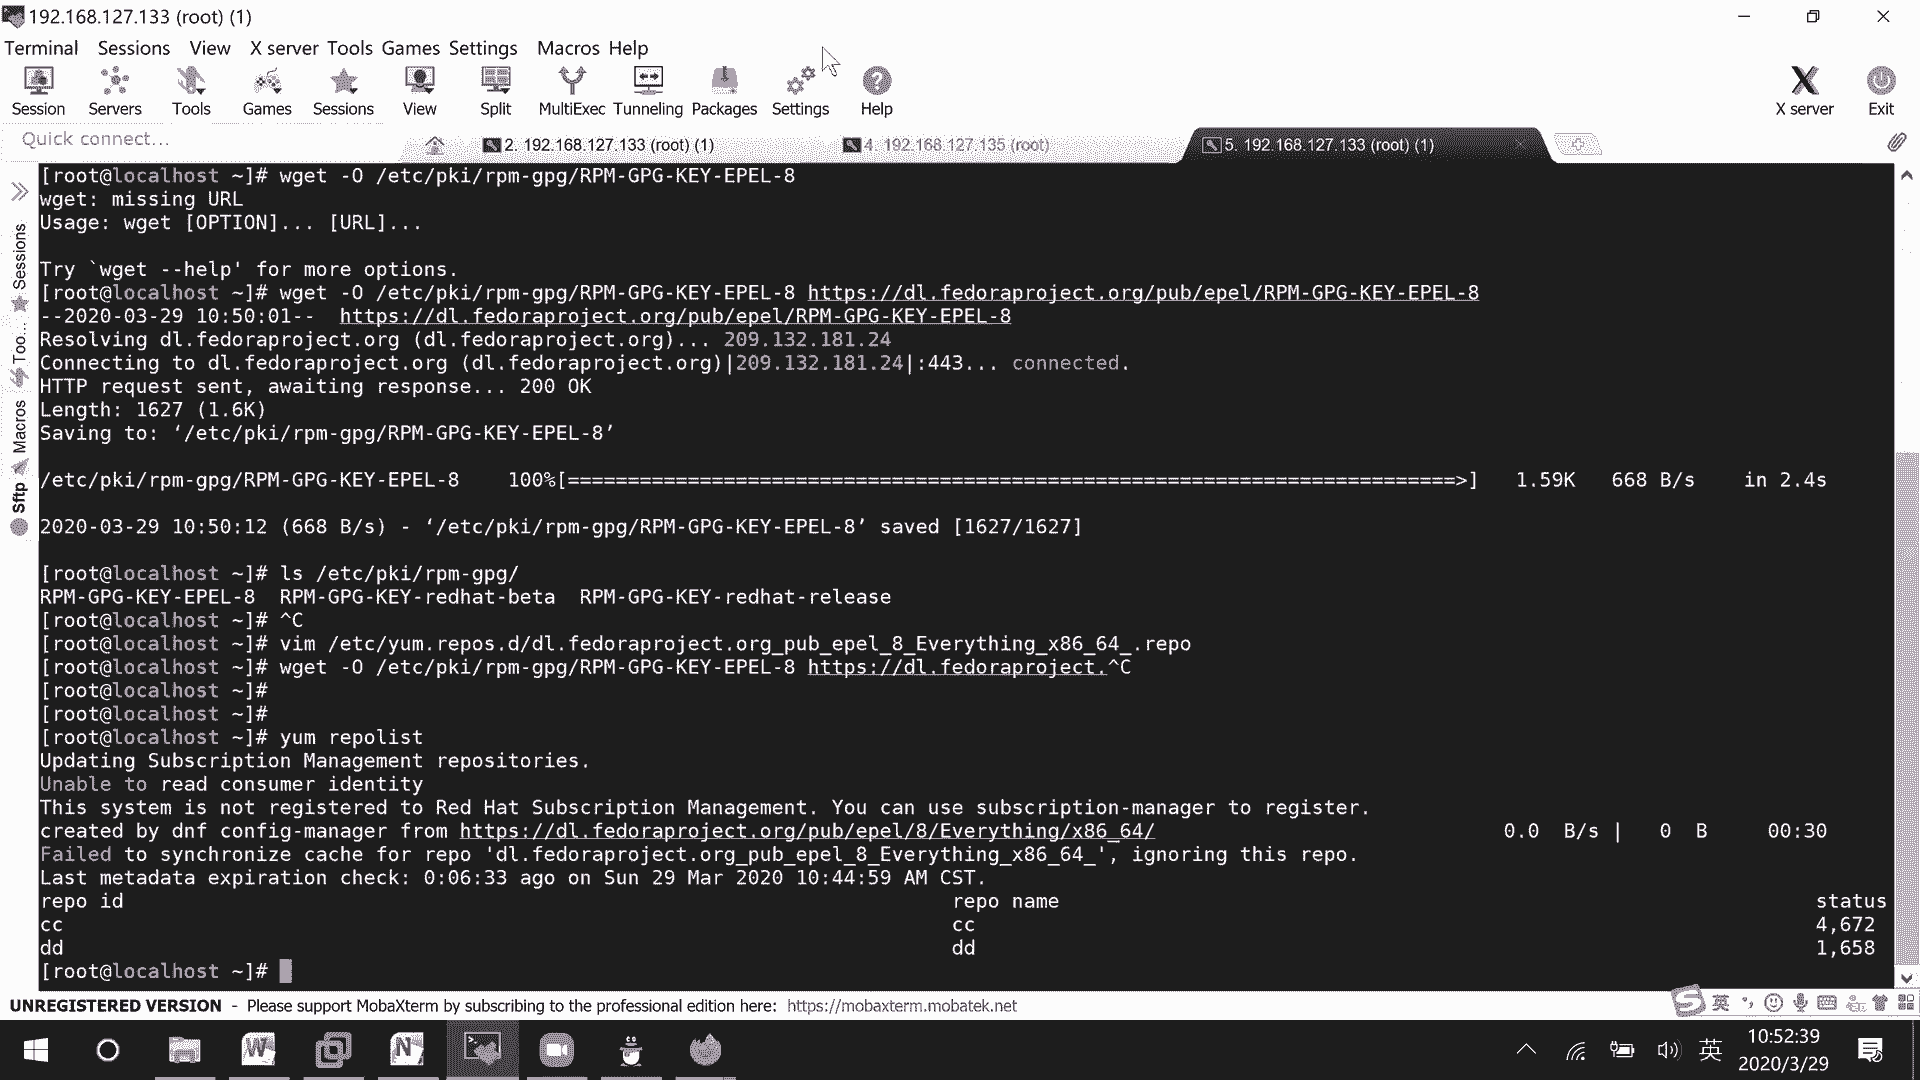 192.168.127.133 (root) (1)
Terminal Sessions View X server Tools Games Settings Macros Help
Session Servers Tools Games Sessions View Split MultiExec Tunneling Packages Settings Help X server Exit
Quick connect... 2. 192.168.127.133 (root) (1) 4. 192.168.127.135 (root) 5. 192.168.127.133 (root) (1)
Sessions
Too...
Macros
Sftp
[root@localhost ~]# wget -O /etc/pki/rpm-gpg/RPM-GPG-KEY-EPEL-8
wget: missing URL
Usage: wget [OPTION]... [URL]...
Try `wget --help' for more options.
[root@localhost ~]# wget -O /etc/pki/rpm-gpg/RPM-GPG-KEY-EPEL-8 https://dl.fedoraproject.org/pub/epel/RPM-GPG-KEY-EPEL-8
--2020-03-29 10:50:01-- https://dl.fedoraproject.org/pub/epel/RPM-GPG-KEY-EPEL-8
Resolving dl.fedoraproject.org (dl.fedoraproject.org)... 209.132.181.24
Connecting to dl.fedoraproject.org (dl.fedoraproject.org)|209.132.181.24|:443... connected.
HTTP request sent, awaiting response... 200 OK
Length: 1627 (1.6K)
Saving to: ‘/etc/pki/rpm-gpg/RPM-GPG-KEY-EPEL-8’
/etc/pki/rpm-gpg/RPM-GPG-KEY-EPEL-8 100%[==========================================================================>] 1.59K 668 B/s in 2.4s
2020-03-29 10:50:12 (668 B/s) - ‘/etc/pki/rpm-gpg/RPM-GPG-KEY-EPEL-8’ saved [1627/1627]
[root@localhost ~]# ls /etc/pki/rpm-gpg/
RPM-GPG-KEY-EPEL-8 RPM-GPG-KEY-redhat-beta RPM-GPG-KEY-redhat-release
[root@localhost ~]# ^C
[root@localhost ~]# vim /etc/yum.repos.d/dl.fedoraproject.org_pub_epel_8_Everything_x86_64_.repo
[root@localhost ~]# wget -O /etc/pki/rpm-gpg/RPM-GPG-KEY-EPEL-8 https://dl.fedoraproject.^C
[root@localhost ~]#
[root@localhost ~]#
[root@localhost ~]# yum repolist
Updating Subscription Management repositories.
Unable to read consumer identity
This system is not registered to Red Hat Subscription Management. You can use subscription-manager to register.
created by dnf config-manager from https://dl.fedoraproject.org/pub/epel/8/Everything/x86_64/ 0.0 B/s | 0 B 00:30
Failed to synchronize cache for repo 'dl.fedoraproject.org_pub_epel_8_Everything_x86_64_', ignoring this repo.
Last metadata expiration check: 0:06:33 ago on Sun 29 Mar 2020 10:44:59 AM CST.
repo id repo name status
cc cc 4,672
dd dd 1,658
[root@localhost ~]#
UNREGISTERED VERSION - Please support MobaXterm by subscribing to the professional edition here: https://mobaxterm.mobatek.net
英
英 10:52:39
2020/3/29